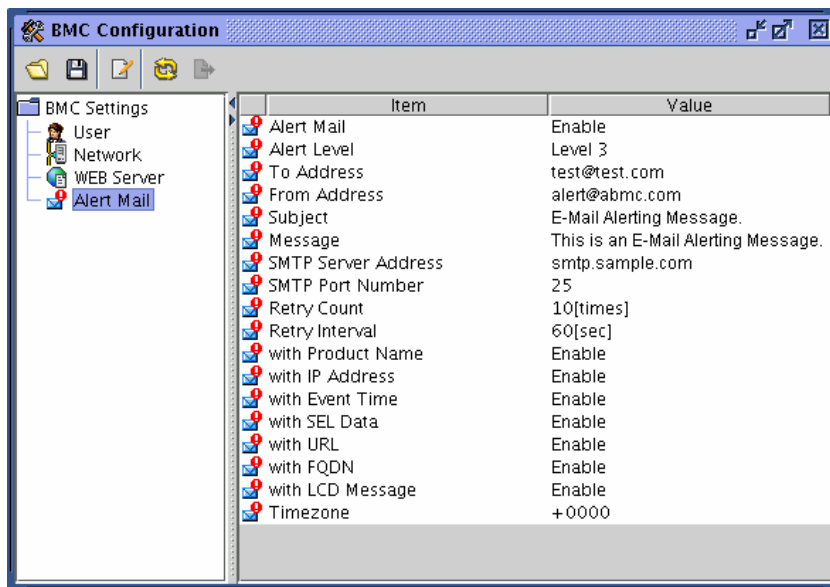 BMC Configuration
BMC Settings
User
Network
WEB Server
Alert Mail
Item Value
Alert Mail Enable
Alert Level Level 3
To Address test@test.com
From Address alert@abmc.com
Subject E-Mail Alerting Message.
Message This is an E-Mail Alerting Message.
SMTP Server Address smtp.sample.com
SMTP Port Number 25
Retry Count 10[times]
Retry Interval 60[sec]
with Product Name Enable
with IP Address Enable
with Event Time Enable
with SEL Data Enable
with URL Enable
with FQDN Enable
with LCD Message Enable
Timezone +0000